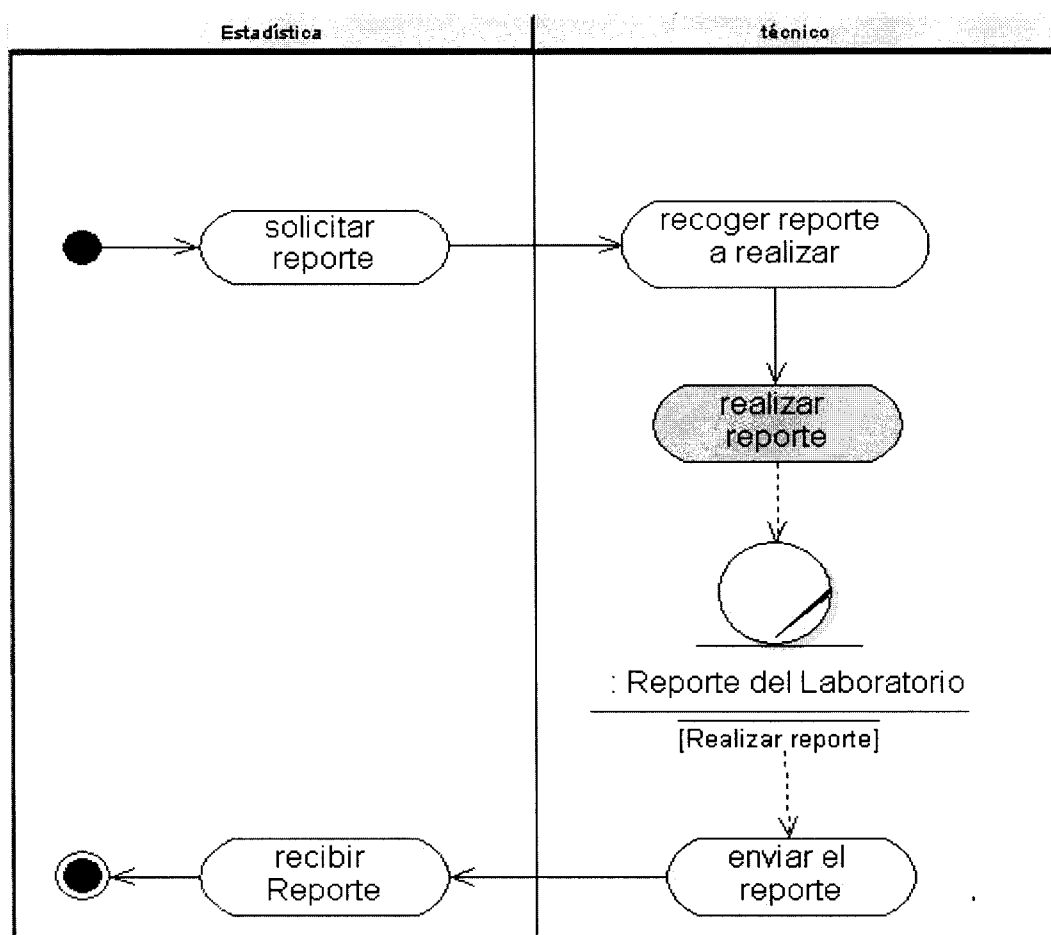 Estadística
técnico
solicitar
reporte
recoger reporte
a realizar
realizar
reporte
: Reporte del Laboratorio
[Realizar reporte]
enviar el
reporte
recibir
Reporte